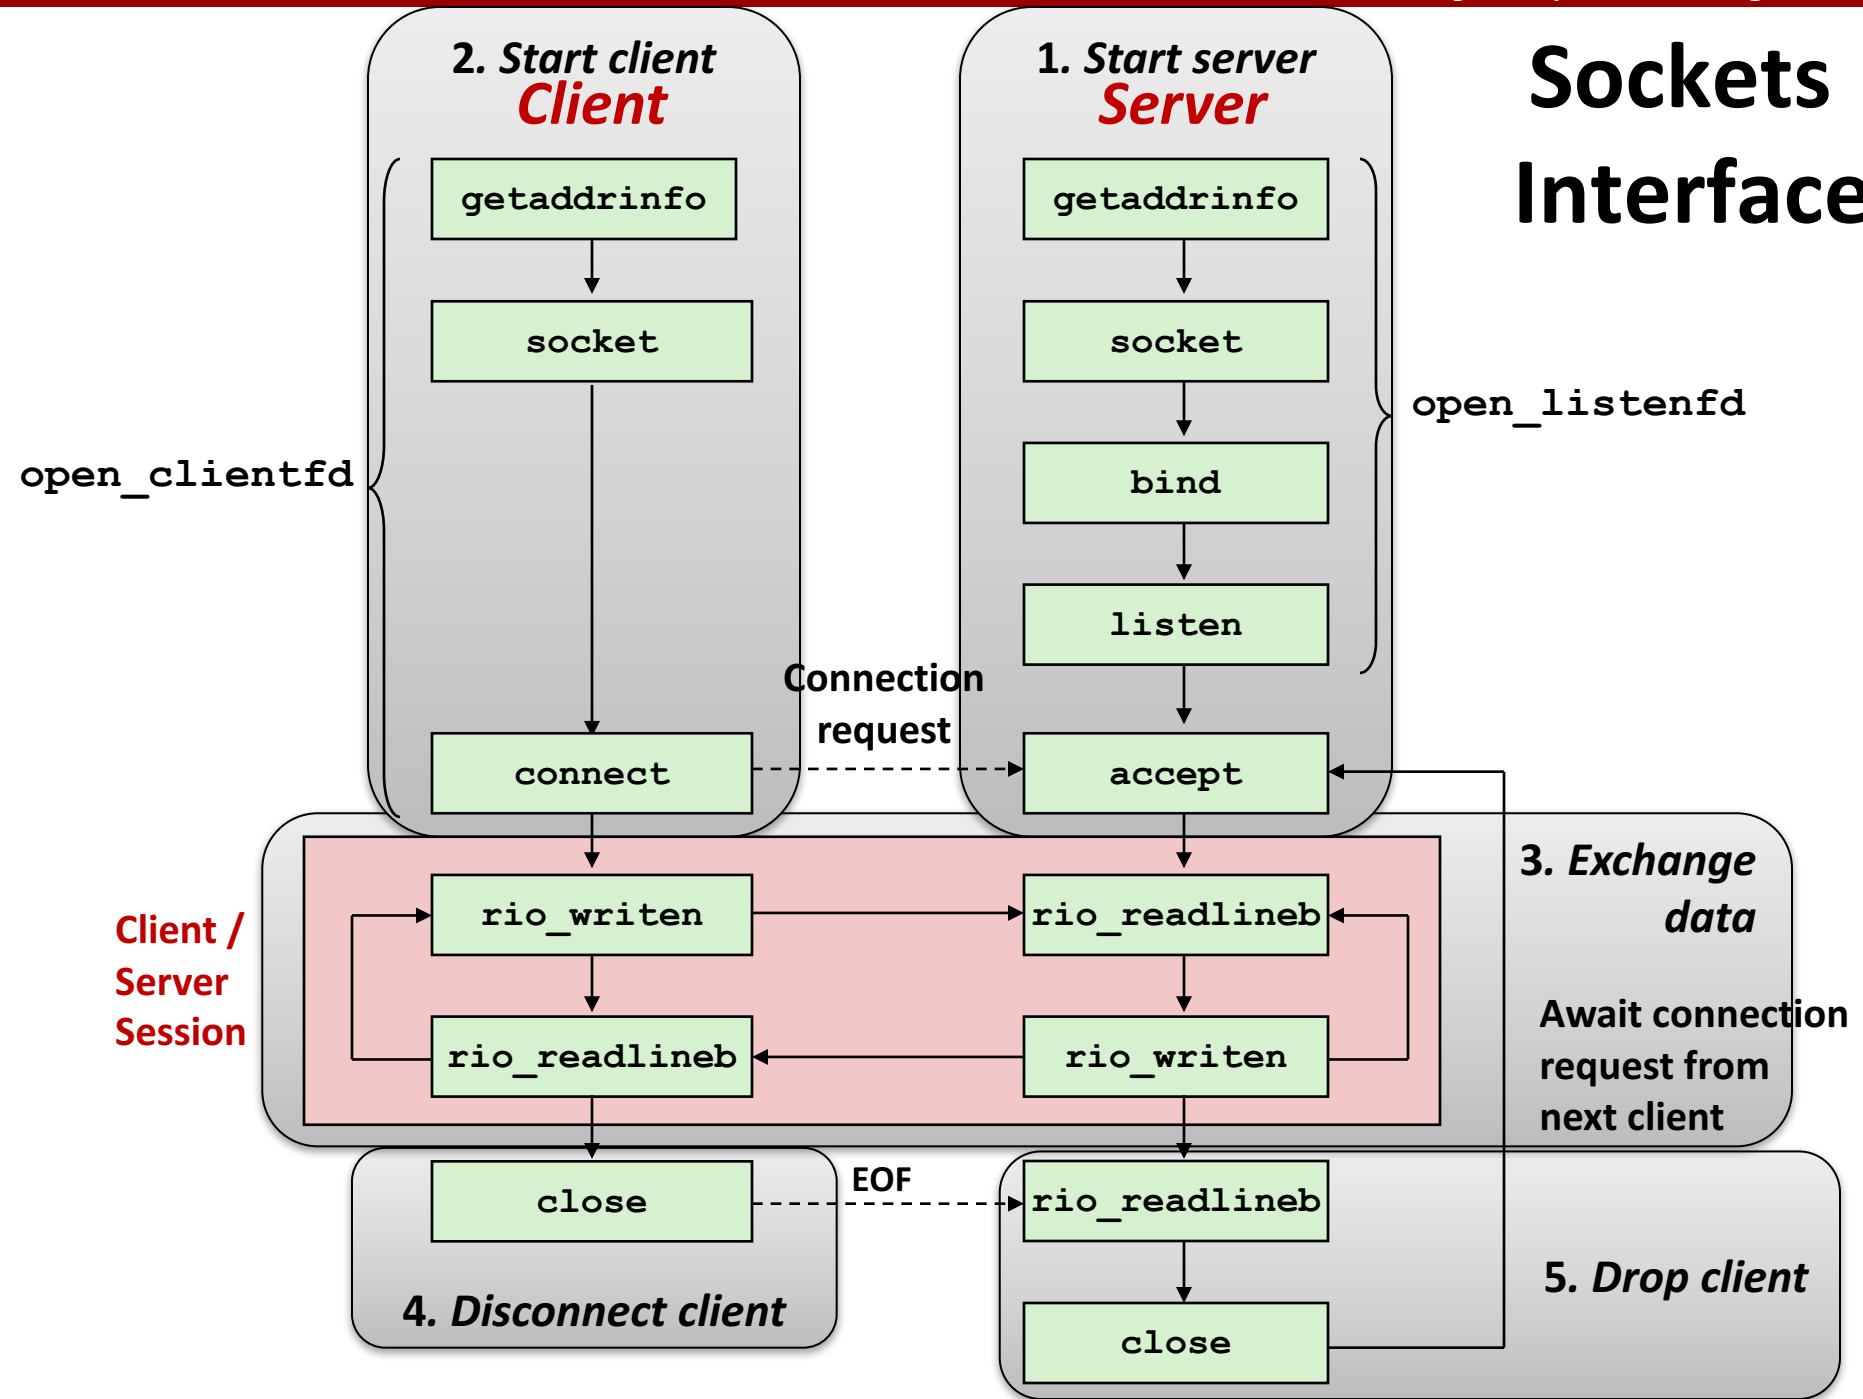 Sockets
Interface
2. Start client
Client
1. Start server
Server
getaddrinfo
getaddrinfo
socket
socket
open_listenfd
open_clientfd
bind
listen
Connection
request
connect
accept
3. Exchange
data
Client /
Server
Session
rio_writen
rio_readlineb
Await connection
request from
next client
rio_readlineb
rio_writen
close
EOF
rio_readlineb
4. Disconnect client
5. Drop client
close